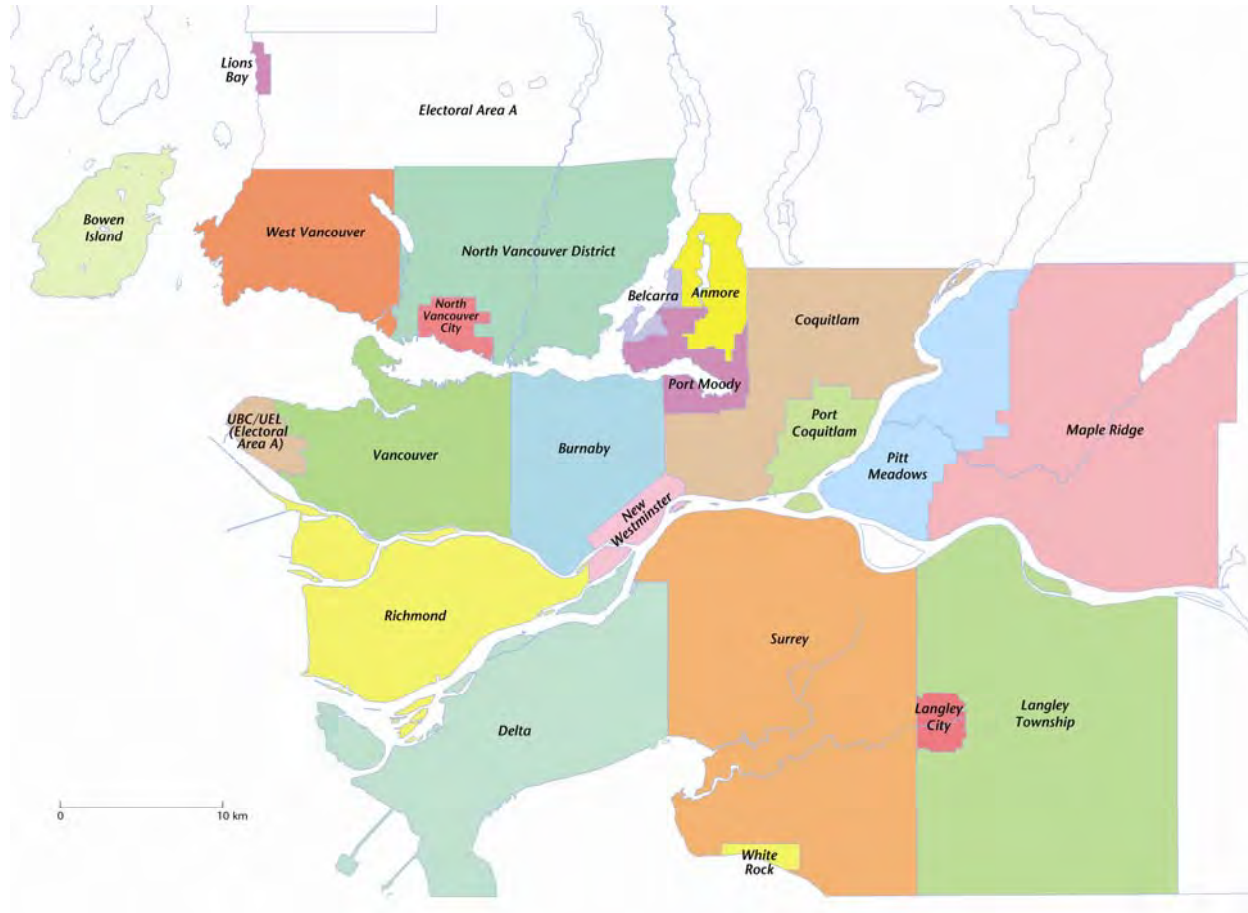 Lions
Bay
Electoral Area A
Bowen
Island
West Vancouver
North Vancouver District
North
Vancouver
City
Belcarra
Anmore
Coquitlam
Port Moody
UBC/UEL
(Electoral
Area A)
Vancouver
Burnaby
Port
Coquitlam
Maple Ridge
Pitt
Meadows
New
Westminster
Richmond
Surrey
Delta
Langley
City
Langley
Township
0
10 km
White
Rock